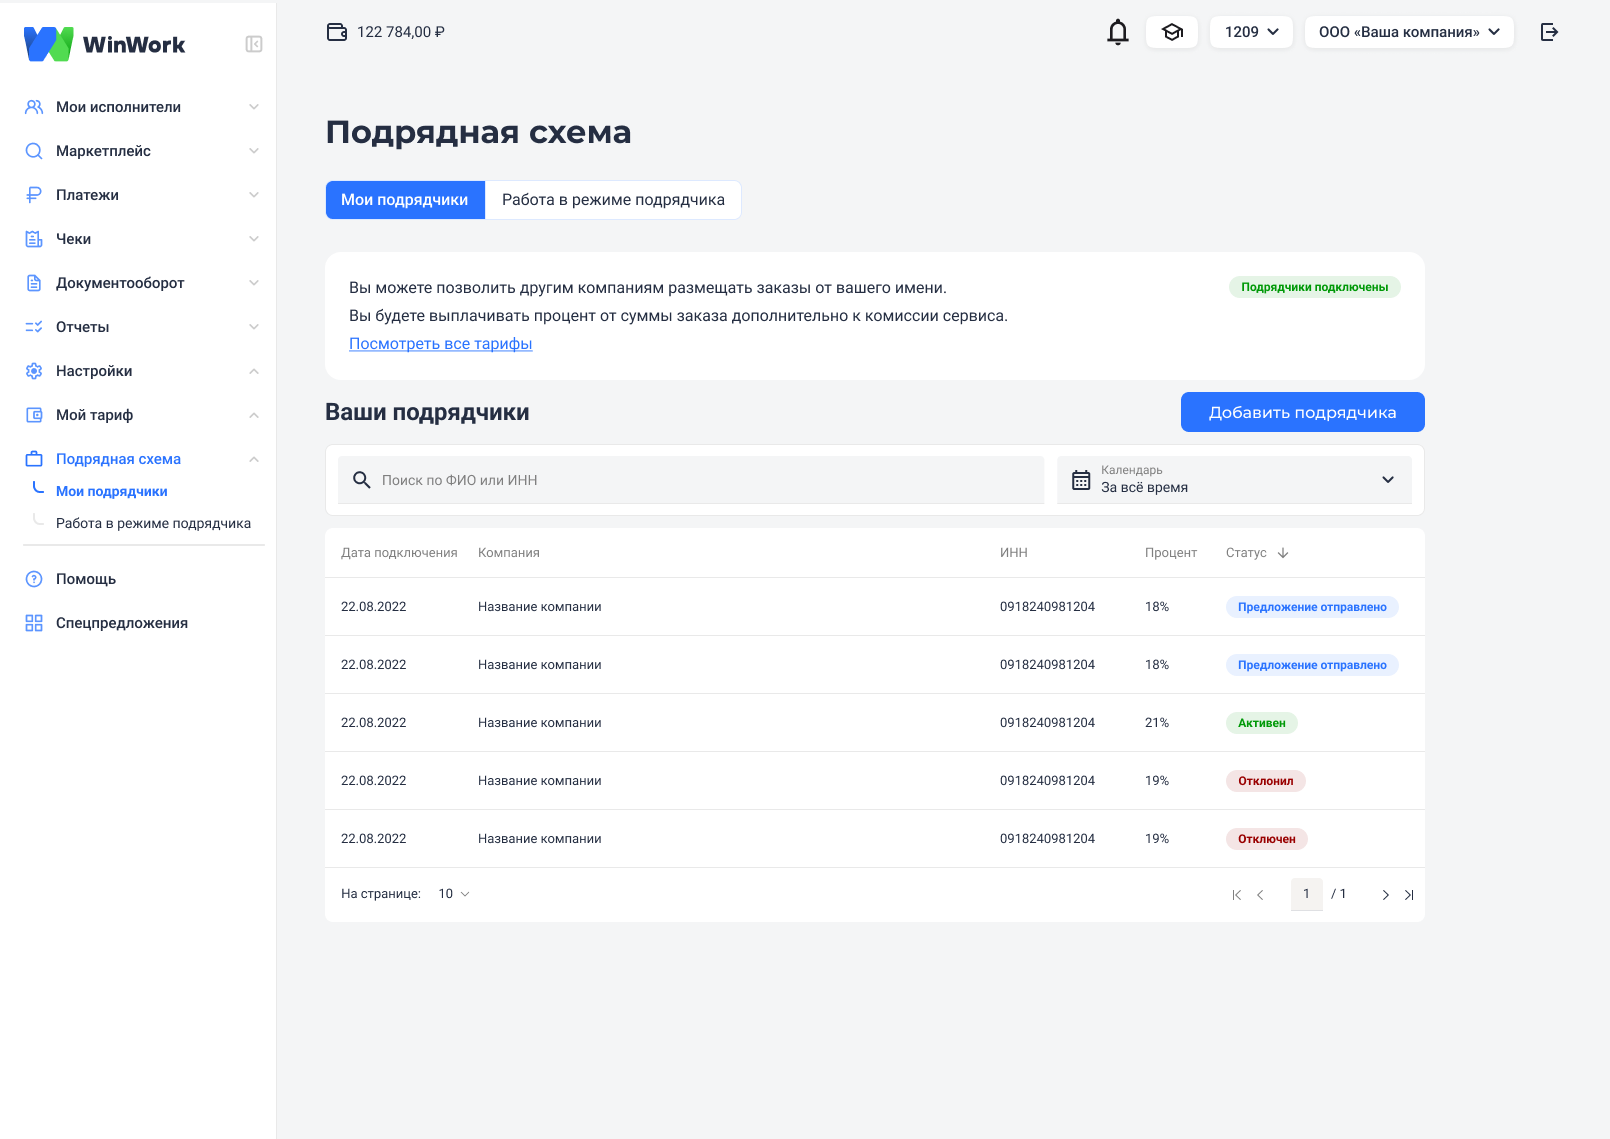 WinWork
Мои исполнители
Маркетплейс
Платежи
Чеки
Документооборот
Отчеты
Настройки
Мой тариф
Подрядная схема
Мои подрядчики
Работа в режиме подрядчика
Помощь
Спецпредложения
122 784,00 ₽
1209
ООО «Ваша компания»
Подрядная схема
Мои подрядчики Работа в режиме подрядчика
Вы можете позволить другим компаниям размещать заказы от вашего имени.
Подрядчики подключены
Вы будете выплачивать процент от суммы заказа дополнительно к комиссии сервиса.
Посмотреть все тарифы
Ваши подрядчики
Добавить подрядчика
Поиск по ФИО или ИНН
Календарь
За всё время
Дата подключения Компания ИНН Процент Статус
22.08.2022 Название компании 0918240981204 18% Предложение отправлено
22.08.2022 Название компании 0918240981204 18% Предложение отправлено
22.08.2022 Название компании 0918240981204 21% Активен
22.08.2022 Название компании 0918240981204 19% Отклонил
22.08.2022 Название компании 0918240981204 19% Отключен
На странице: 10
1 / 1